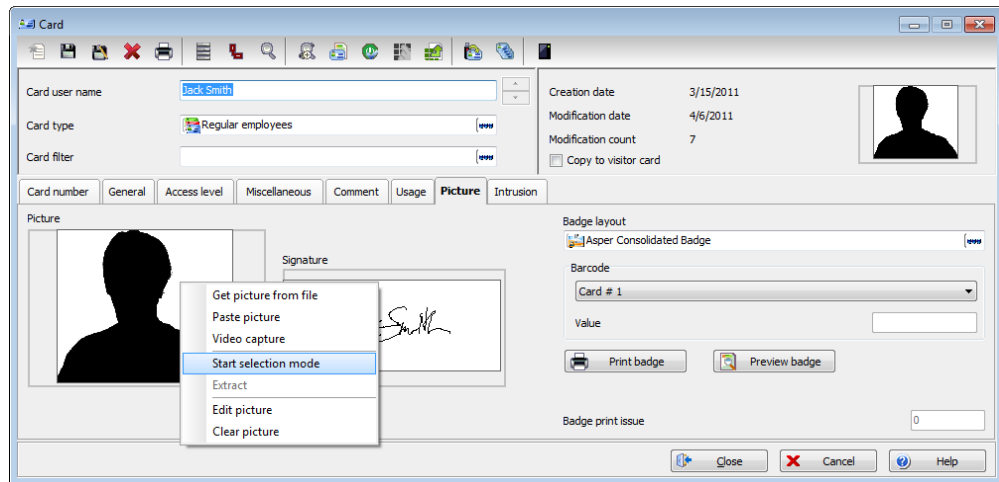 Card
Card user name
Jack Smith
Card type
Regular employees
Card filter
Creation date 3/15/2011
Modification date 4/6/2011
Modification count 7
Copy to visitor card
Card number General Access level Miscellaneous Comment Usage Picture Intrusion
Picture
Signature
Smith
Get picture from file
Paste picture
Video capture
Start selection mode
Extract
Edit picture
Clear picture
Badge layout
Asper Consolidated Badge
Barcode
Card # 1
Value
Print badge Preview badge
Badge print issue 0
Close Cancel Help